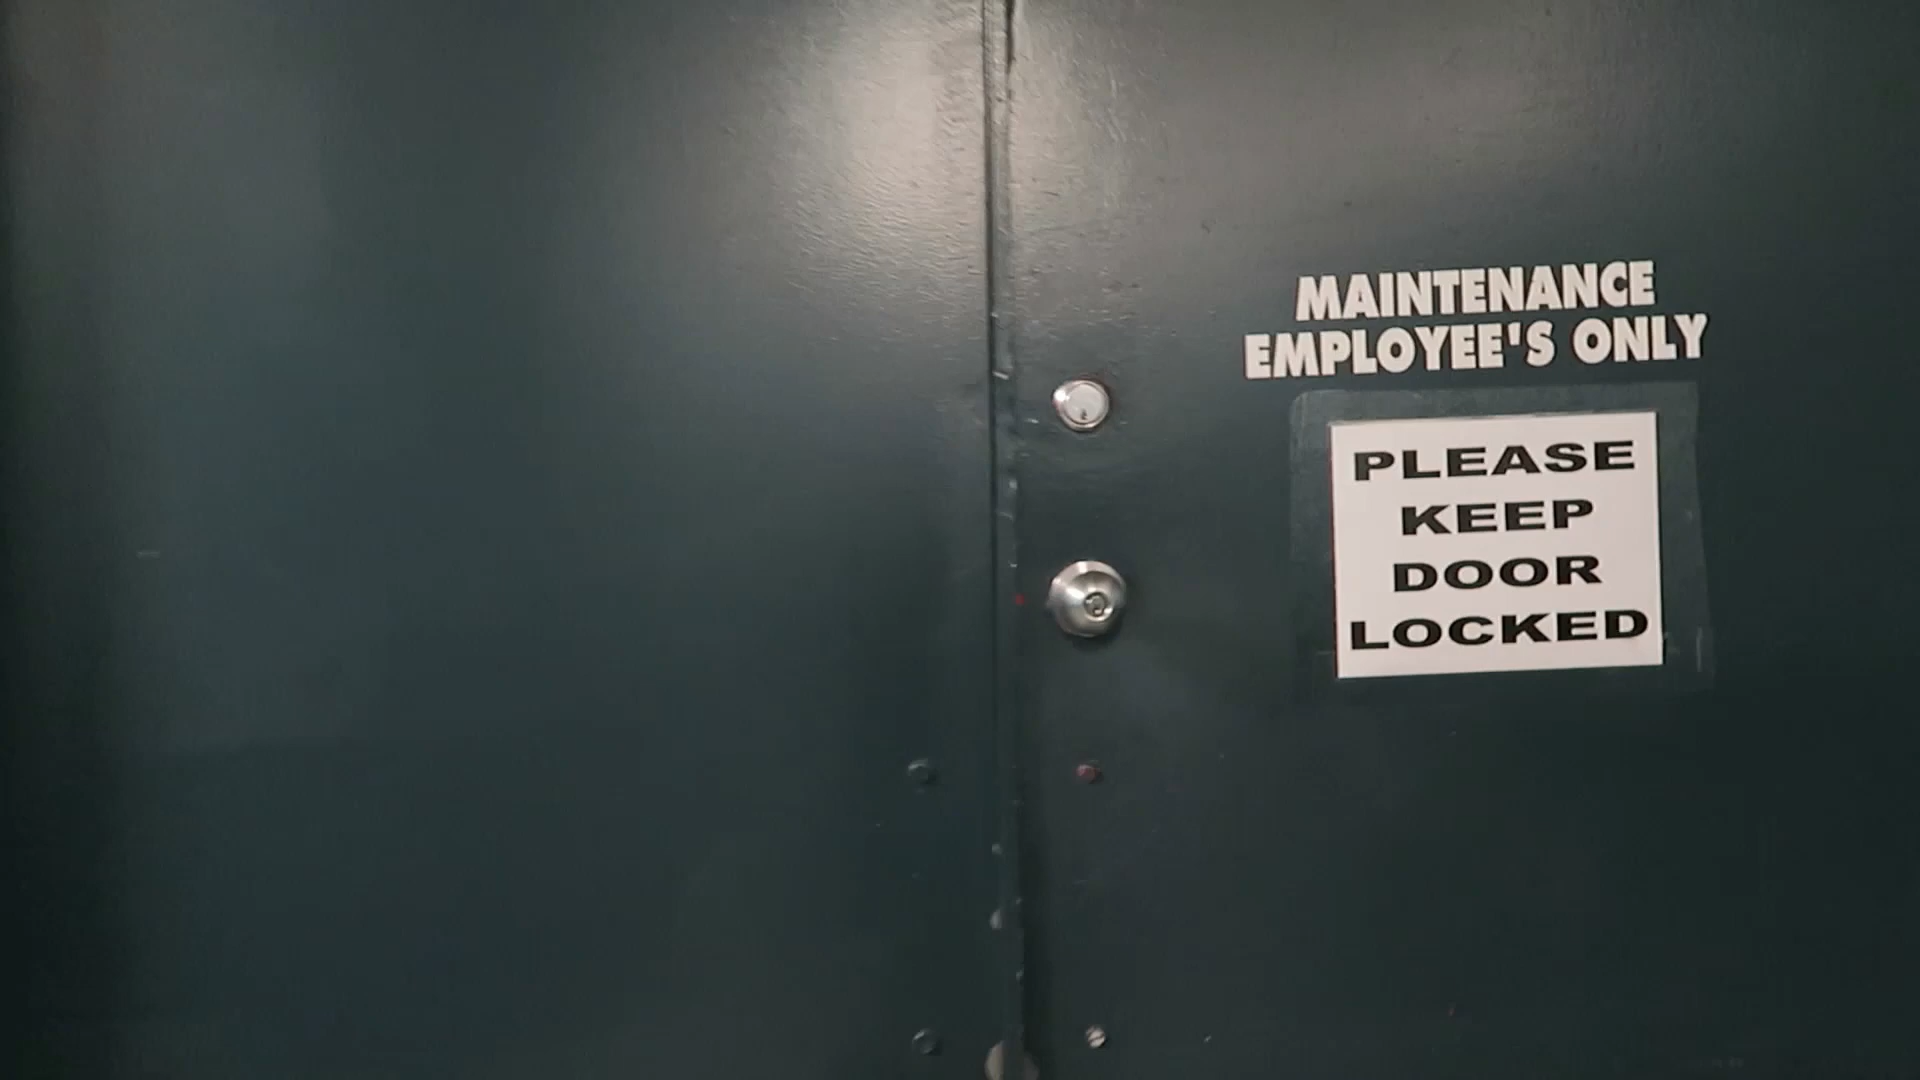 MAINTENANCE
EMPLOYEE'S ONLY
PLEASE
KEEP
DOOR
LOCKED